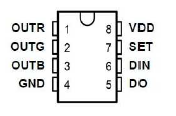 OUTR 1 8 VDD
OUTG 2 7 SET
OUTB 3 6 DIN
GND 4 5 DO